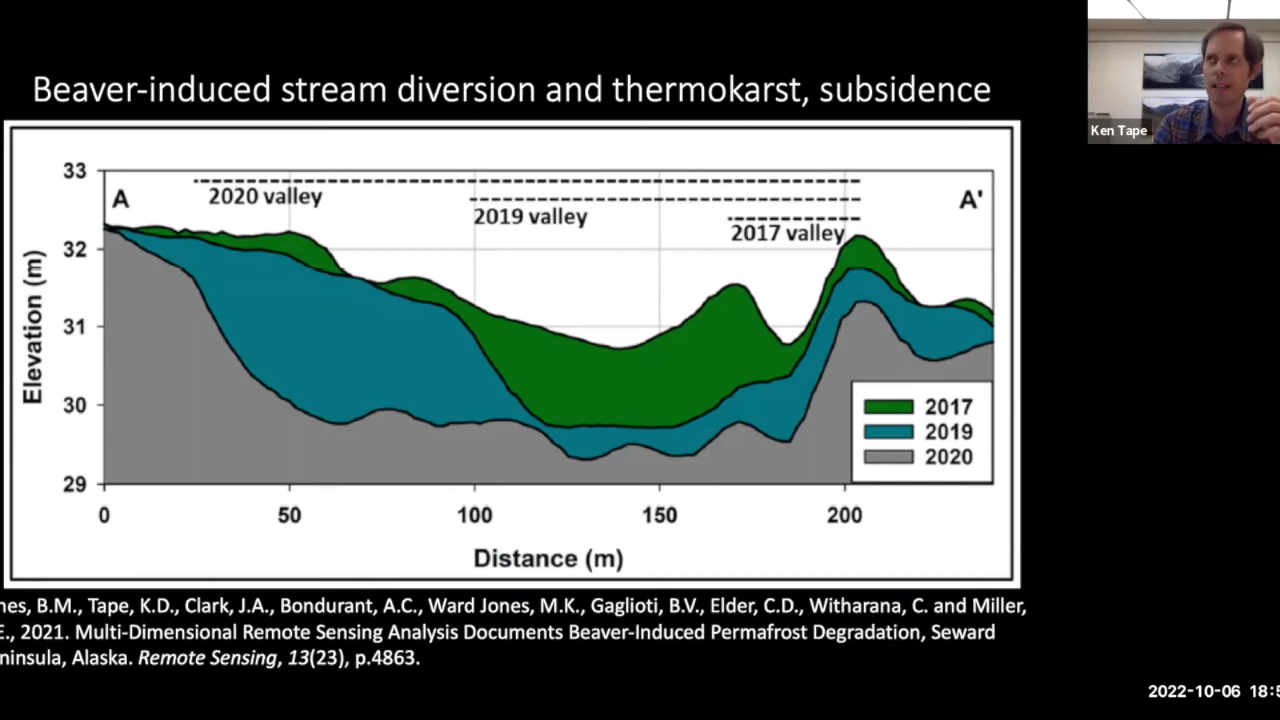 Beaver-induced stream diversion and thermokarst, subsidence
Ken Tape
33
A
2020 valley
2019 valley
2017 valley
A'
32
31
30
29
Elevation (m)
2017
2019
2020
0 50 100 150 200
Distance (m)
nes, B.M., Tape, K.D., Clark, J.A., Bondurant, A.C., Ward Jones, M.K., Gaglioti, B.V., Elder, C.D., Witharana, C. and Miller,
E., 2021. Multi-Dimensional Remote Sensing Analysis Documents Beaver-Induced Permafrost Degradation, Seward
ninsula, Alaska. Remote Sensing, 13(23), p.4863.
2022-10-06 18:5